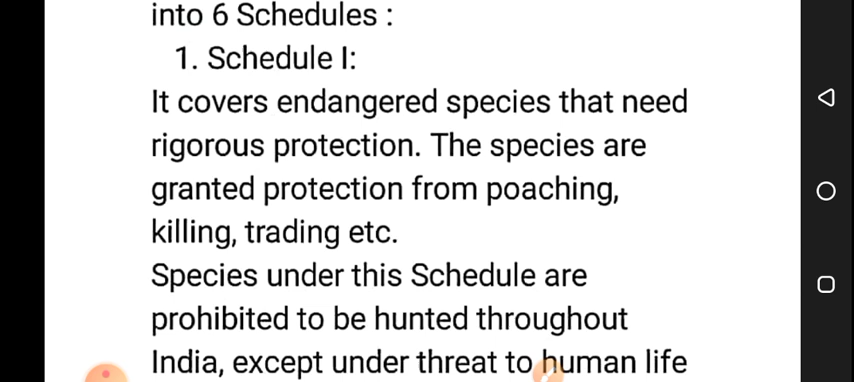 into 6 Schedules :
1. Schedule I:
It covers endangered species that need
rigorous protection. The species are
granted protection from poaching,
killing, trading etc.
Species under this Schedule are
prohibited to be hunted throughout
India, except under threat to human life